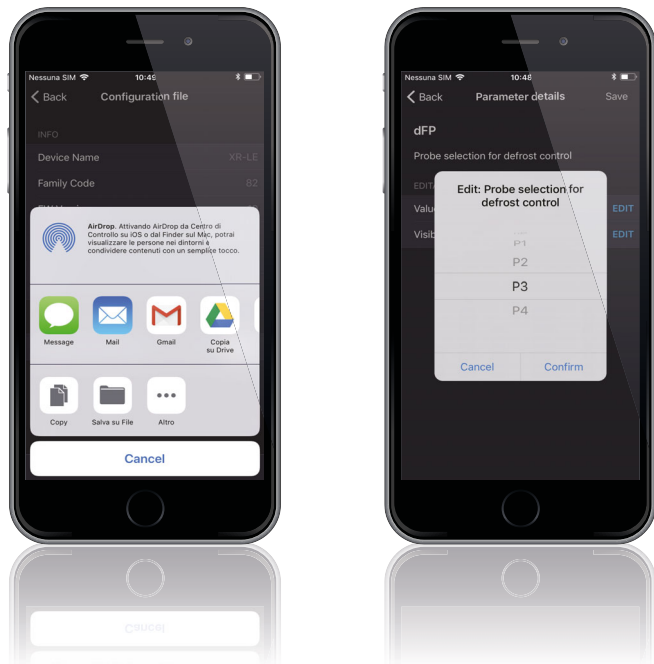 Nessuna SIM 10:49
Back Configuration file
INFO
Device Name XR-LE
Family Code 82
AirDrop. Attivando AirDrop da Centro di
Controllo su iOS o dal Finder sul Mac, potrai
visualizzare le persone nei dintorni e
condividere contenuti con un semplice tocco.
Message Mail Gmail Copia
su Drive
Copy Salva su File Altro
Cancel
Nessuna SIM 10:48
Back Parameter details Save
dFP
Probe selection for defrost control
Edit: Probe selection for
defrost control
EDIT
EDIT
P1
P2
P3
P4
Cancel Confirm